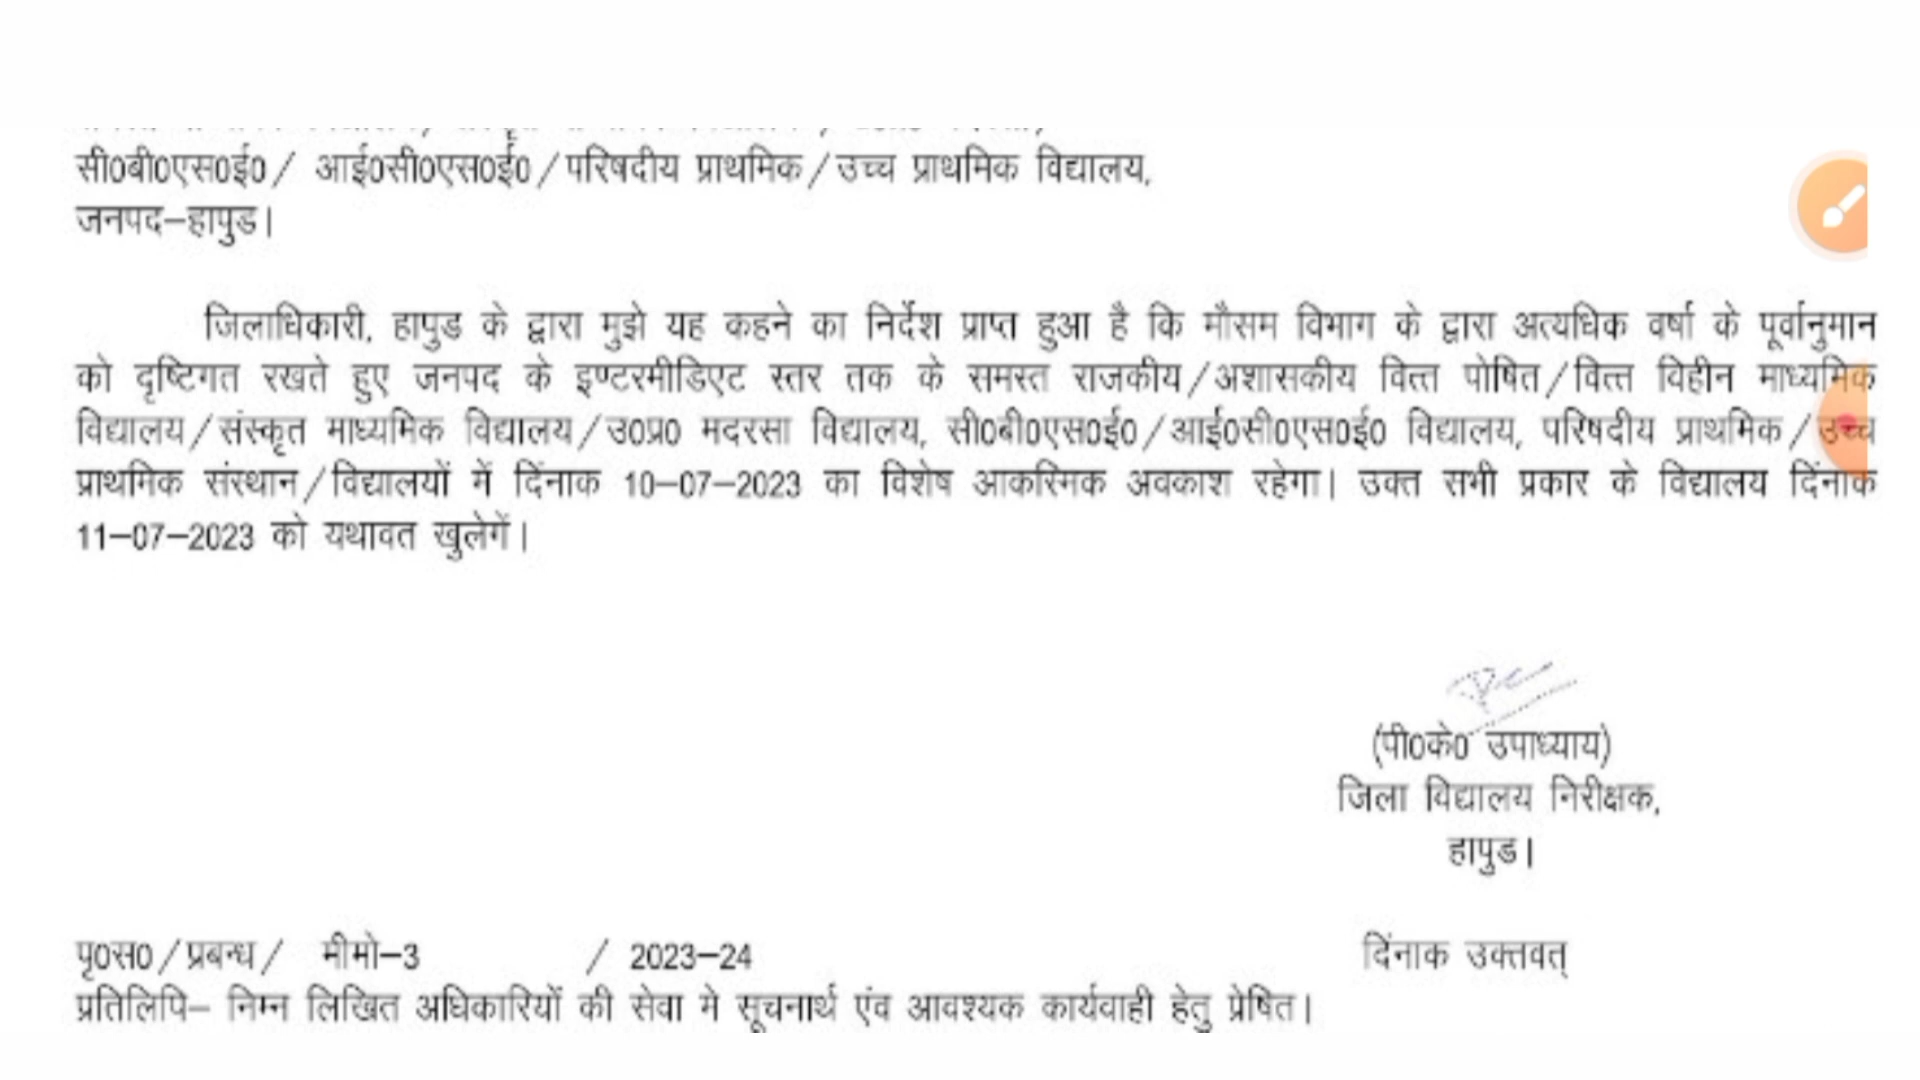 सी0बी0एस0ई0/ आई0सी0एस0ई0/परिषदीय प्राथमिक/उच्च प्राथमिक विद्यालय,
जनपद–हापुड।
जिलाधिकारी, हापुड के द्वारा मुझे यह कहने का निर्देश प्राप्त हुआ है कि मौसम विभाग के द्वारा अत्यधिक वर्षा के पूर्वानुमान
को दृष्टिगत रखते हुए जनपद के इण्टरमीडिएट स्तर तक के समस्त राजकीय/अशासकीय वित्त पोषित/वित्त विहीन माध्यमिक
विद्यालय/संस्कृत माध्यमिक विद्यालय/उ0प्र0 मदरसा विद्यालय, सी0बी0एस0ई0/आई0सी0एस0ई0 विद्यालय, परिषदीय प्राथमिक/उच्च
प्राथमिक संस्थान/विद्यालयों में दिंनाक 10–07–2023 का विशेष आकस्मिक अवकाश रहेगा। उक्त सभी प्रकार के विद्यालय दिंनाक
11–07–2023 को यथावत खुलेगें।
(पी0के0 उपाध्याय)
जिला विद्यालय निरीक्षक,
हापुड।
पृ0स0/प्रबन्ध/ मीमो–3 / 2023–24 दिंनाक उक्तवत्
प्रतिलिपि– निम्न लिखित अधिकारियों की सेवा मे सूचनार्थ एंव आवश्यक कार्यवाही हेतु प्रेषित।